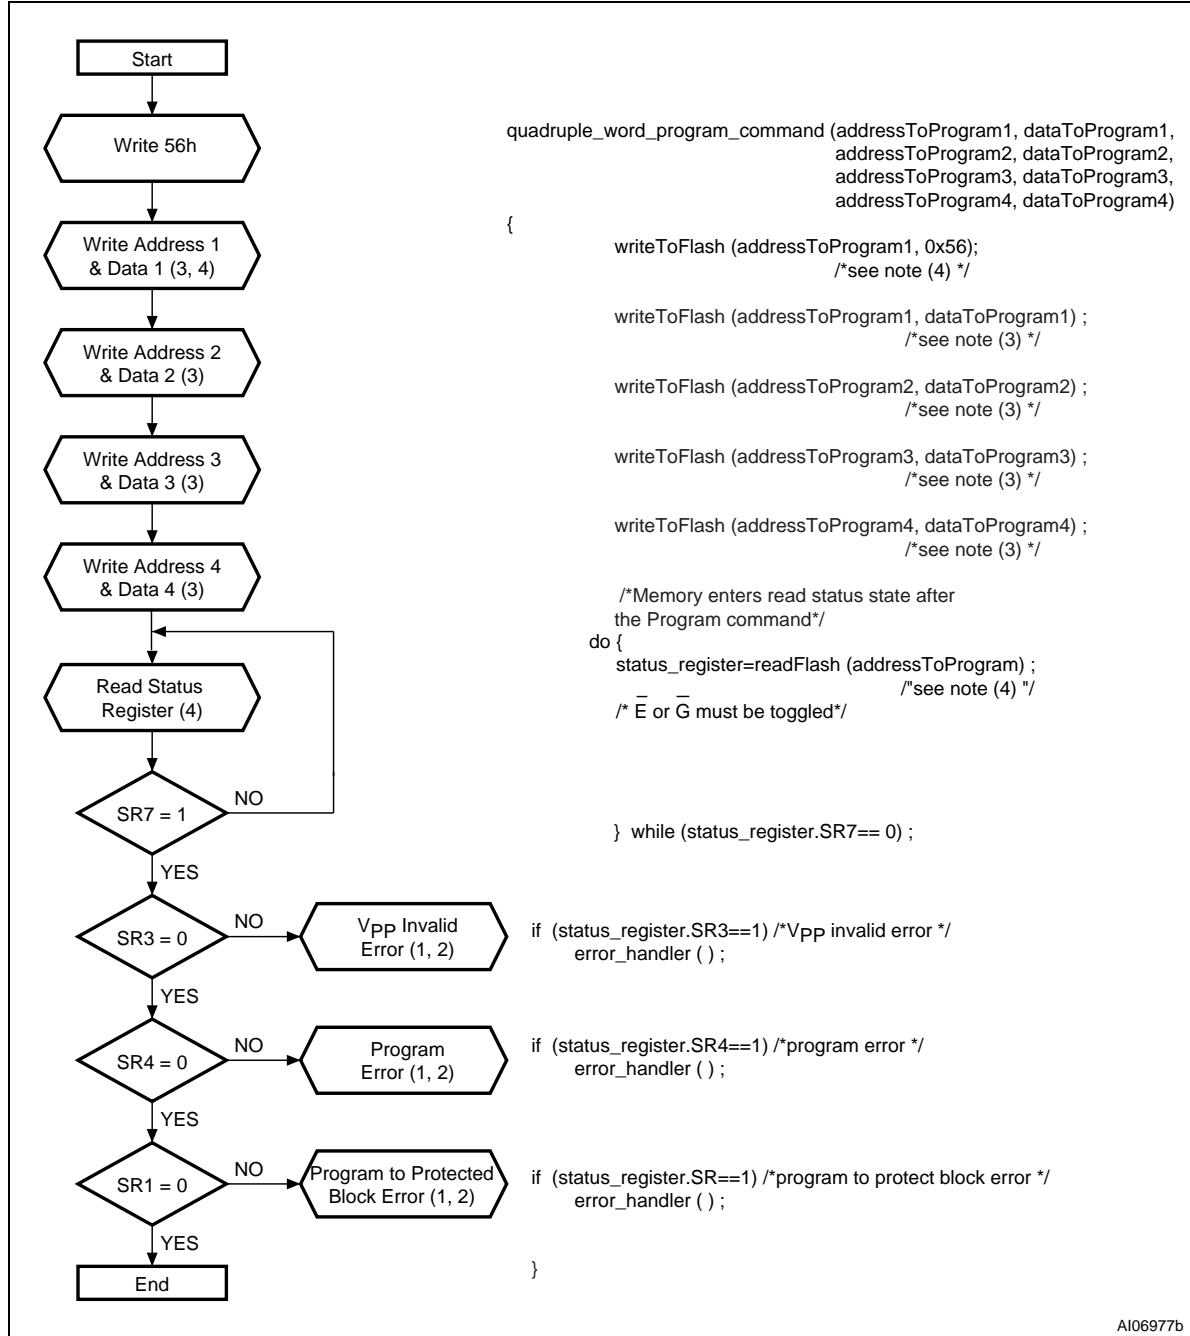 Start
Write 56h
Write Address 1
& Data 1 (3, 4)
Write Address 2
& Data 2 (3)
Write Address 3
& Data 3 (3)
Write Address 4
& Data 4 (3)
Read Status
Register (4)
SR7 = 1
NO
YES
SR3 = 0
NO
VPP Invalid
Error (1, 2)
YES
SR4 = 0
NO
Program
Error (1, 2)
YES
SR1 = 0
NO
Program to Protected
Block Error (1, 2)
YES
End
quadruple_word_program_command (addressToProgram1, dataToProgram1,
addressToProgram2, dataToProgram2,
addressToProgram3, dataToProgram3,
addressToProgram4, dataToProgram4)
{
writeToFlash (addressToProgram1, 0x56);
/*see note (4) */
writeToFlash (addressToProgram1, dataToProgram1) ;
/*see note (3) */
writeToFlash (addressToProgram2, dataToProgram2) ;
/*see note (3) */
writeToFlash (addressToProgram3, dataToProgram3) ;
/*see note (3) */
writeToFlash (addressToProgram4, dataToProgram4) ;
/*see note (3) */
/*Memory enters read status state after
the Program command*/
do {
status_register=readFlash (addressToProgram) ;
/"see note (4) "/
/* E̅ or G̅ must be toggled*/
} while (status_register.SR7== 0) ;
if (status_register.SR3==1) /*VPP invalid error */
error_handler ( ) ;
if (status_register.SR4==1) /*program error */
error_handler ( ) ;
if (status_register.SR==1) /*program to protect block error */
error_handler ( ) ;
}
AI06977b